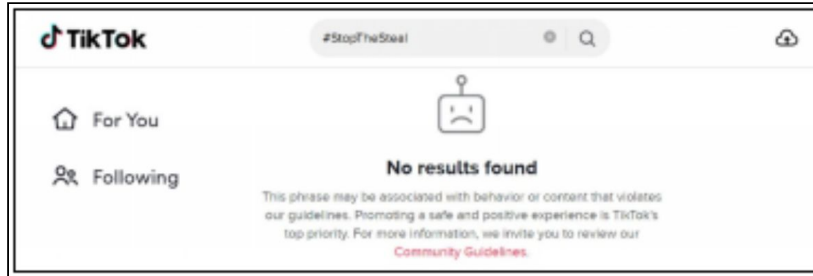 TikTok
#StopTheSteal
For You
Following
No results found
This phrase may be associated with behavior or content that violates
our guidelines. Promoting a safe and positive experience is TikTok's
top priority. For more information, we invite you to review our
Community Guidelines.